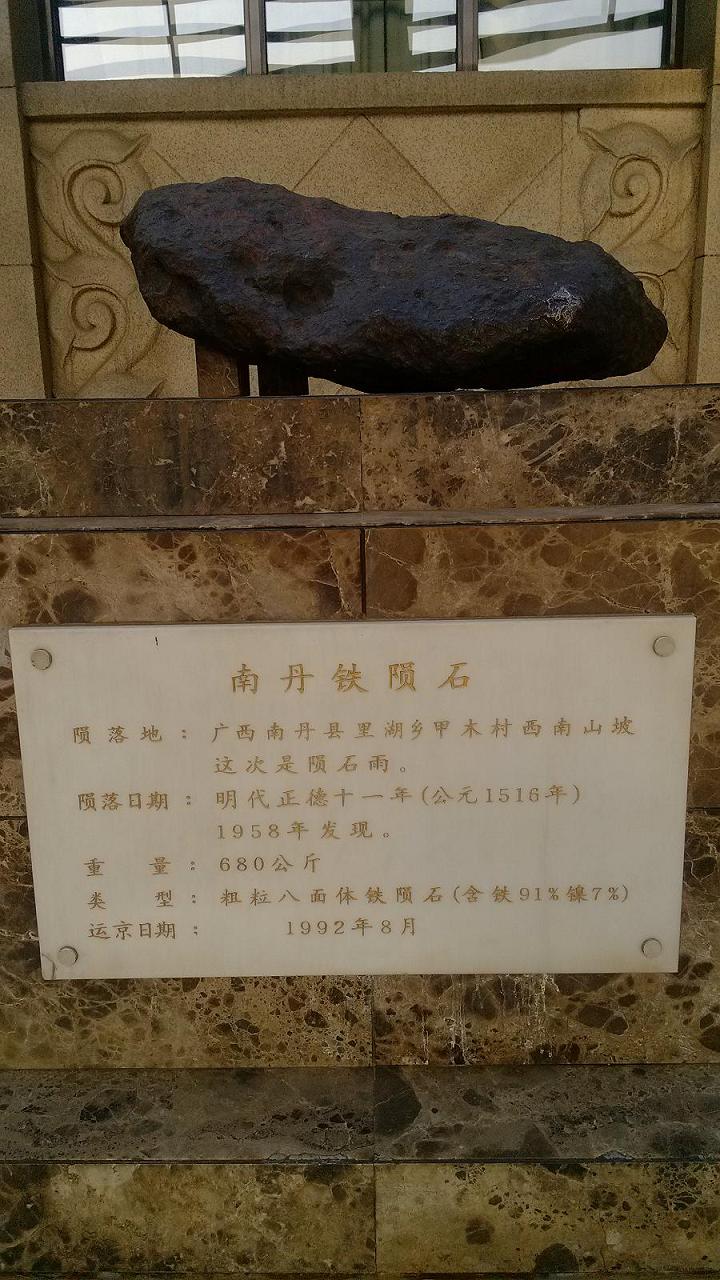 南丹铁陨石
陨落地：广西南丹县里湖乡甲木村西南山坡
这次是陨石雨。
陨落日期：明代正德十一年(公元1516年)
1958年发现。
重量：680公斤
类型：粗粒八面体铁陨石(含铁91%镍7%)
运京日期：1992年8月